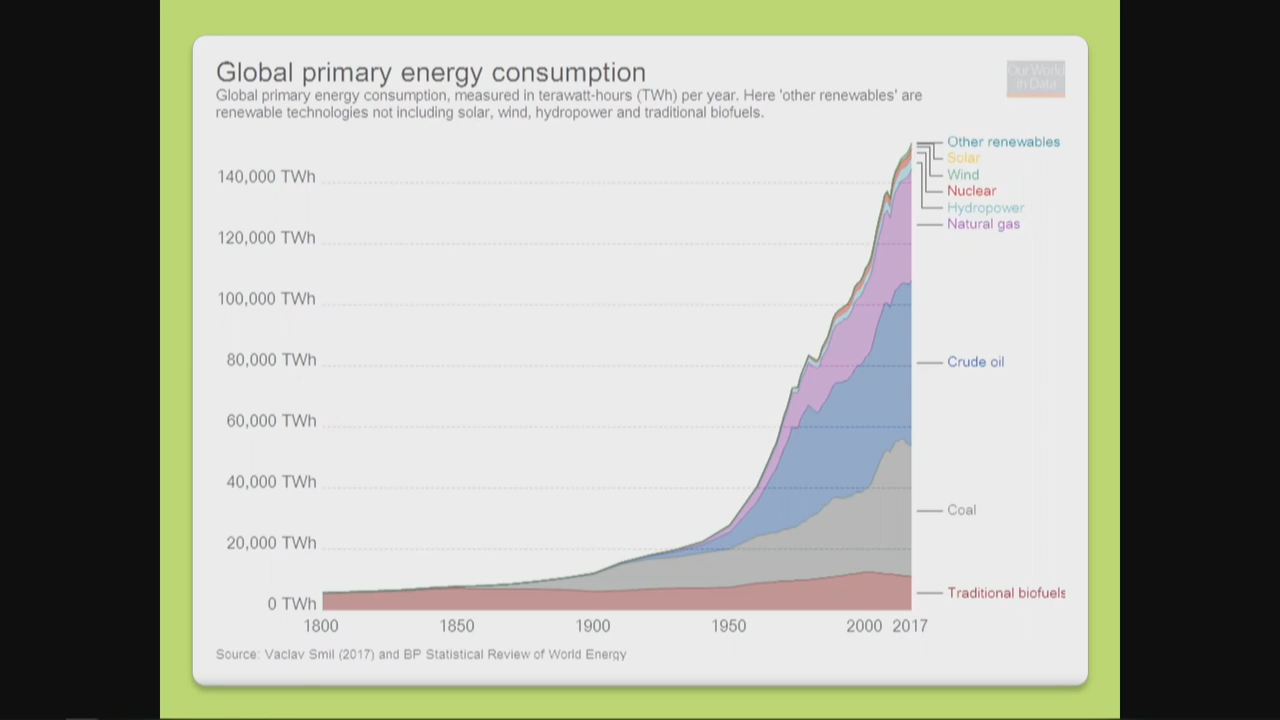 Global primary energy consumption
Our World
in Data
Global primary energy consumption, measured in terawatt-hours (TWh) per year. Here 'other renewables' are
renewable technologies not including solar, wind, hydropower and traditional biofuels.
Other renewables
Solar
Wind
Nuclear
Hydropower
Natural gas
Crude oil
Coal
Traditional biofuels
140,000 TWh
120,000 TWh
100,000 TWh
80,000 TWh
60,000 TWh
40,000 TWh
20,000 TWh
0 TWh
1800 1850 1900 1950 2000 2017
Source: Vaclav Smil (2017) and BP Statistical Review of World Energy